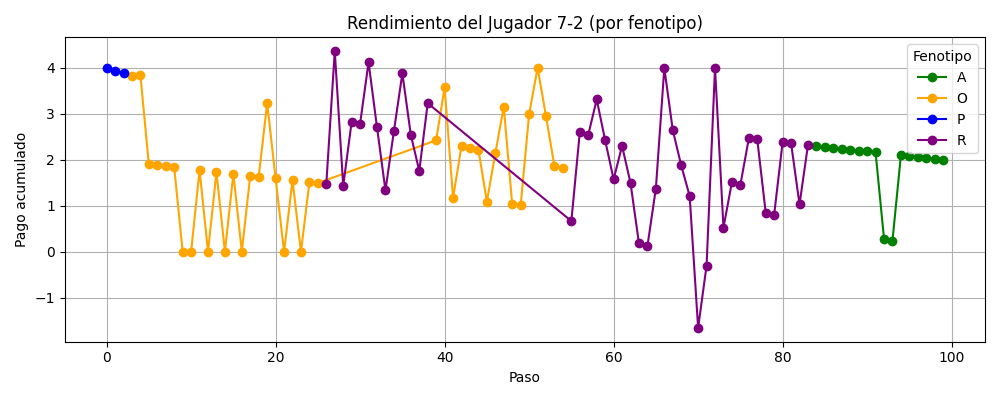 Rendimiento del Jugador 7-2 (por fenotipo)
Pago acumulado
4
3
2
1
0
−1
Fenotipo
A
O
P
R
0 20 40 60 80 100
Paso